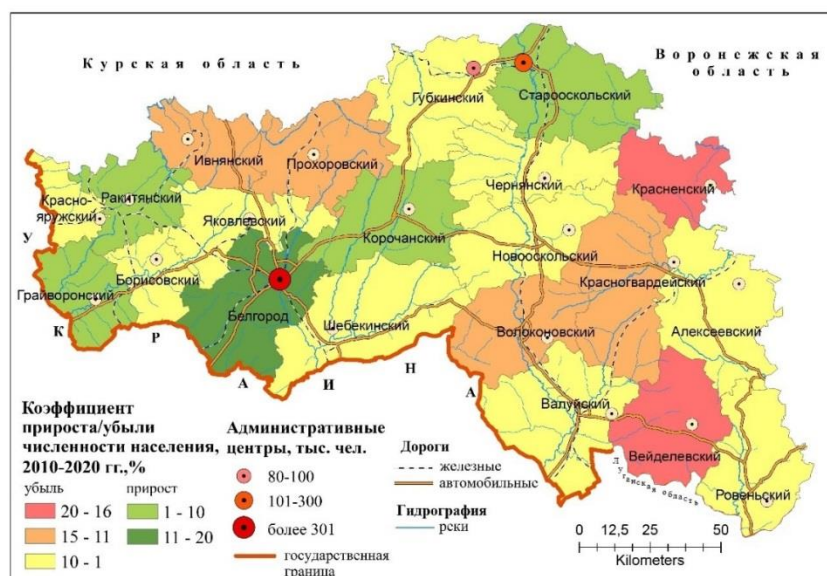 Курская область
Воронежская
область
Губкинский
Старооскольский
Ивнянский
Прохоровский
Красненский
Чернянский
Ракитянский
Красно-
яружский
Яковлевский
Корочанский
Новооскольский
Красногвардейский
Борисовский
Грайворонский
Белгород
Шебекинский
Волоконовский
Алексеевский
Валуйский
Вейделевский
Ровеньский
У К Р А И Н А
Луганская область
Коэффициент
прироста/убыли
численности населения,
2010-2020 гг.,%
убыль
20 - 16
15 - 11
10 - 1
прирост
1 - 10
11 - 20
Административные
центры, тыс. чел.
80-100
101-300
более 301
государственная
граница
Дороги
железные
автомобильные
Гидрография
реки
0 12,5 25 50
Kilometers